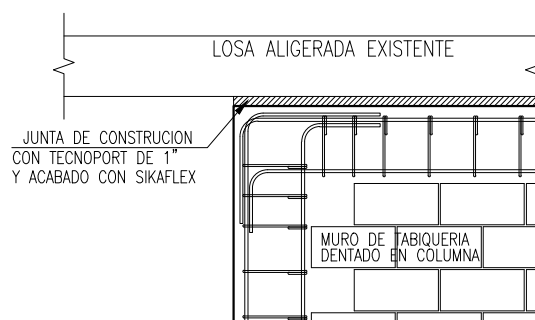 LOSA ALIGERADA EXISTENTE
JUNTA DE CONSTRUCION
CON TECNOPORT DE 1"
Y ACABADO CON SIKAFLEX
MURO DE TABIQUERIA
DENTADO EN COLUMNA